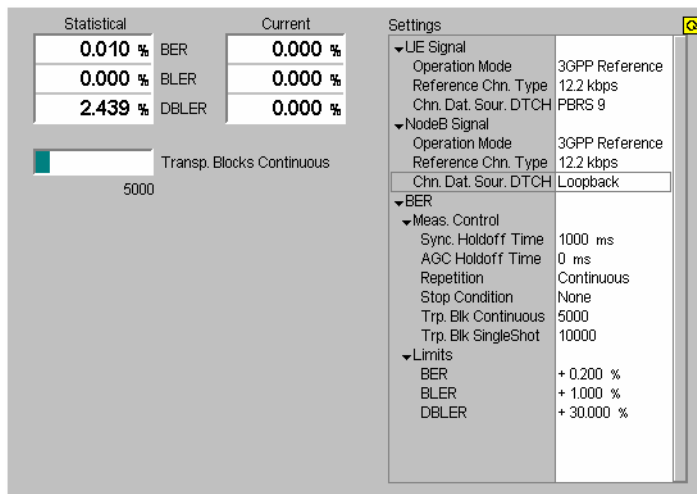 Statistical Current
0.010 % BER 0.000 %
0.000 % BLER 0.000 %
2.439 % DBLER 0.000 %
Transp. Blocks Continuous
5000
Settings
UE Signal
Operation Mode 3GPP Reference
Reference Chn. Type 12.2 kbps
Chn. Dat. Sour. DTCH PBRS 9
NodeB Signal
Operation Mode 3GPP Reference
Reference Chn. Type 12.2 kbps
Chn. Dat. Sour. DTCH Loopback
BER
Meas. Control
Sync. Holdoff Time 1000 ms
AGC Holdoff Time 0 ms
Repetition Continuous
Stop Condition None
Trp. Blk Continuous 5000
Trp. Blk SingleShot 10000
Limits
BER + 0.200 %
BLER + 1.000 %
DBLER + 30.000 %